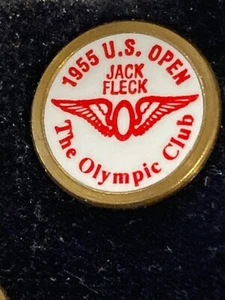 1955 U.S. OPEN
JACK
FLECK
The Olympic Club